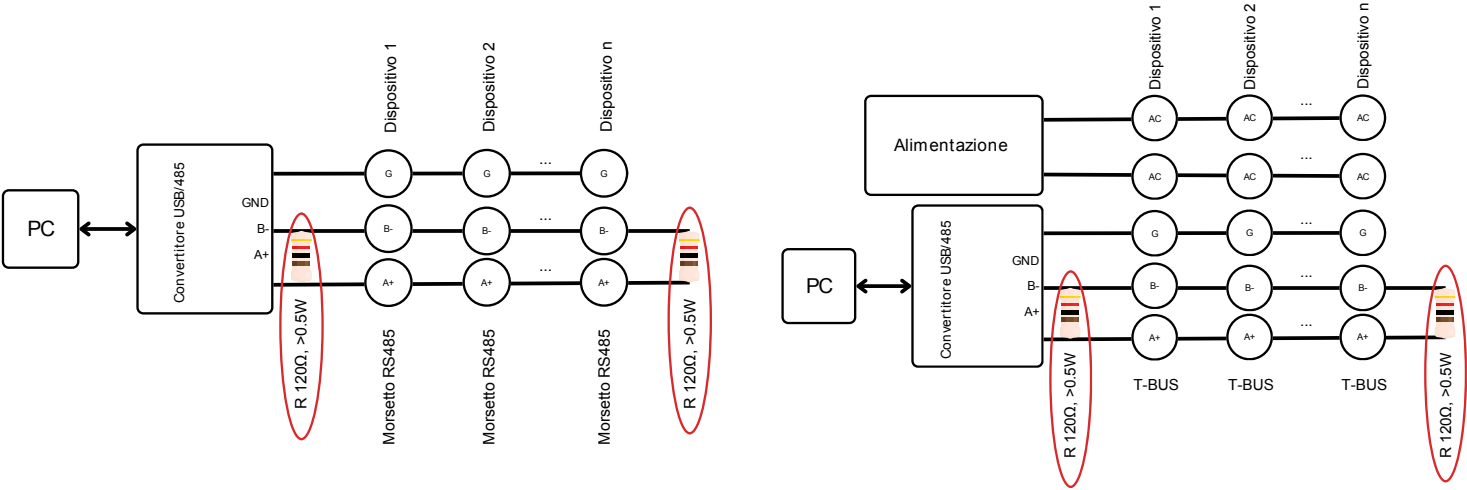 Dispositivo 1
Dispositivo 2
Dispositivo n
PC
Convertitore USB/485
GND
B-
A+
G
G
...
G
B-
B-
...
B-
A+
A+
...
A+
R 120Ω, >0.5W
Morsetto RS485
Morsetto RS485
Morsetto RS485
R 120Ω, >0.5W
Dispositivo 1
Dispositivo 2
Dispositivo n
Alimentazione
AC
AC
...
AC
AC
AC
...
AC
PC
Convertitore USB/485
GND
B-
A+
G
G
...
G
B-
B-
...
B-
A+
A+
...
A+
R 120Ω, >0.5W
T-BUS
T-BUS
T-BUS
R 120Ω, >0.5W